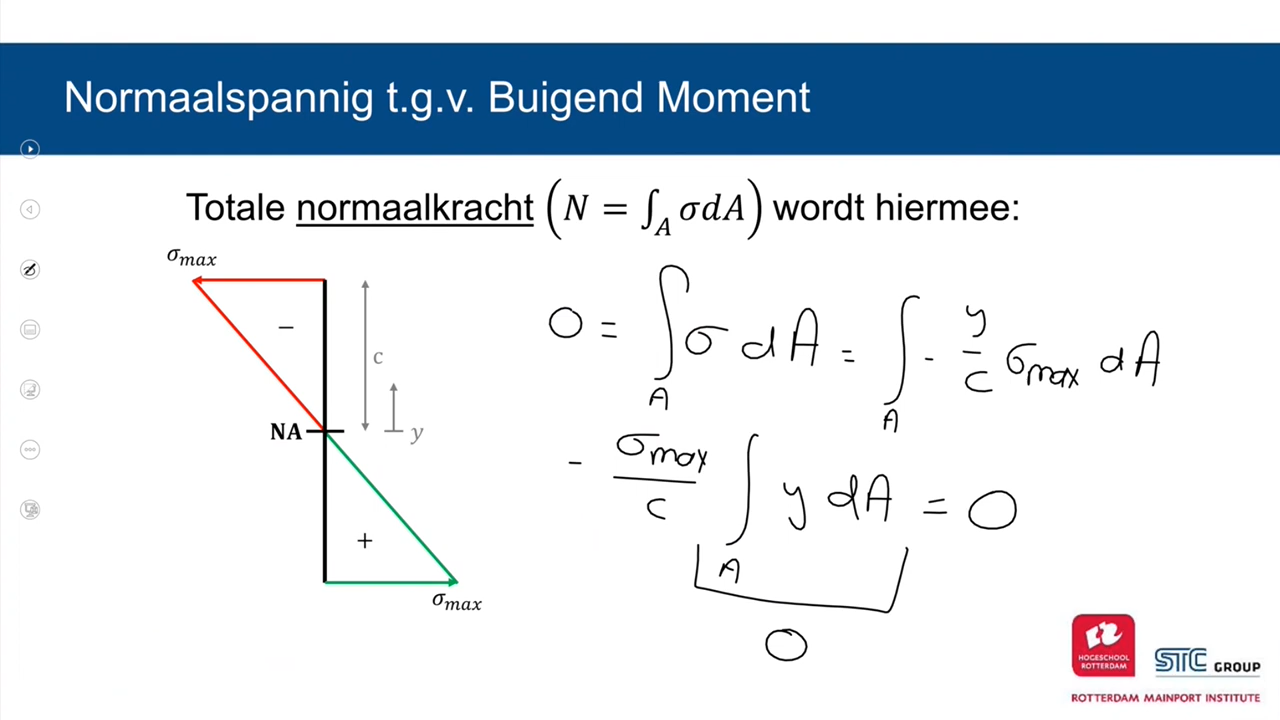 Normaalspannig t.g.v. Buigend Moment
Totale normaalkracht (N = ∫_A σdA) wordt hiermee:
σ_max
−
c
y
NA
+
σ_max
0 = ∫_A σ dA = ∫_A - y/c σ_max dA
- σ_max/c ∫_A y dA = 0
0
HOGESCHOOL
ROTTERDAM
STC GROUP
ROTTERDAM MAINPORT INSTITUTE